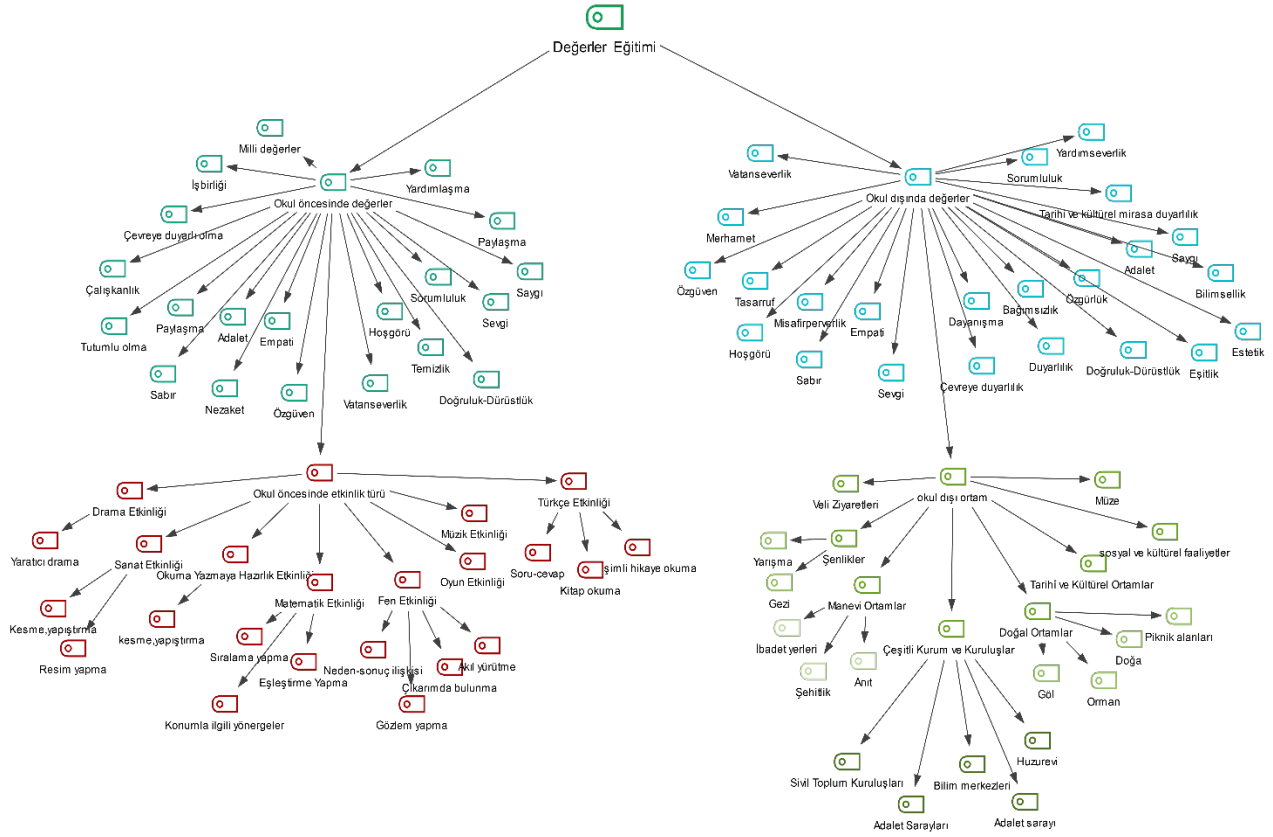 Değerler Eğitimi
Milli değerler
İşbirliği
Yardımlaşma
Okul öncesinde değerler
Çevreye duyarlı olma
Paylaşma
Çalışkanlık
Sorumluluk
Saygı
Paylaşma
Adalet
Empati
Hoşgörü
Sevgi
Tutumlu olma
Temizlik
Sabır
Nezaket
Özgüven
Vatanseverlik
Doğruluk-Dürüstlük
Yardımseverlik
Vatanseverlik
Sorumluluk
Okul dışında değerler
Tarihi ve kültürel mirasa duyarlılık
Merhamet
Saygı
Adalet
Özgüven
Tasarruf
Bilimsellik
Misafirperverlik
Empati
Dayanışma
Bağımsızlık
Özgürlük
Hoşgörü
Estetik
Sabır
Sevgi
Çevreye duyarlılık
Duyarlılık
Doğruluk-Dürüstlük
Eşitlik
Okul öncesinde etkinlik türü
Türkçe Etkinliği
Drama Etkinliği
Müzik Etkinliği
Yaratıcı drama
Sanat Etkinliği
Okuma Yazmaya Hazırlık Etkinliği
Oyun Etkinliği
Soru-cevap
Kitap okuma
şimli hikaye okuma
Matematik Etkinliği
Fen Etkinliği
Kesme,yapıştırma
kesme,yapıştırma
Resim yapma
Sıralama yapma
Eşleştirme Yapma
Neden-sonuç ilişkisi
Akıl yürütme
Çıkarımda bulunma
Konumla ilgili yönergeler
Gözlem yapma
Veli Ziyaretleri
okul dışı ortam
Müze
Yarışma
Şenlikler
sosyal ve kültürel faaliyetler
Tarihî ve Kültürel Ortamlar
Gezi
Manevi Ortamlar
Doğal Ortamlar
Piknik alanları
İbadet yerleri
Çeşitli Kurum ve Kuruluşlar
Doğa
Şehitlik
Anıt
Göl
Orman
Huzurevi
Sivil Toplum Kuruluşları
Bilim merkezleri
Adalet Sarayları
Adalet sarayı